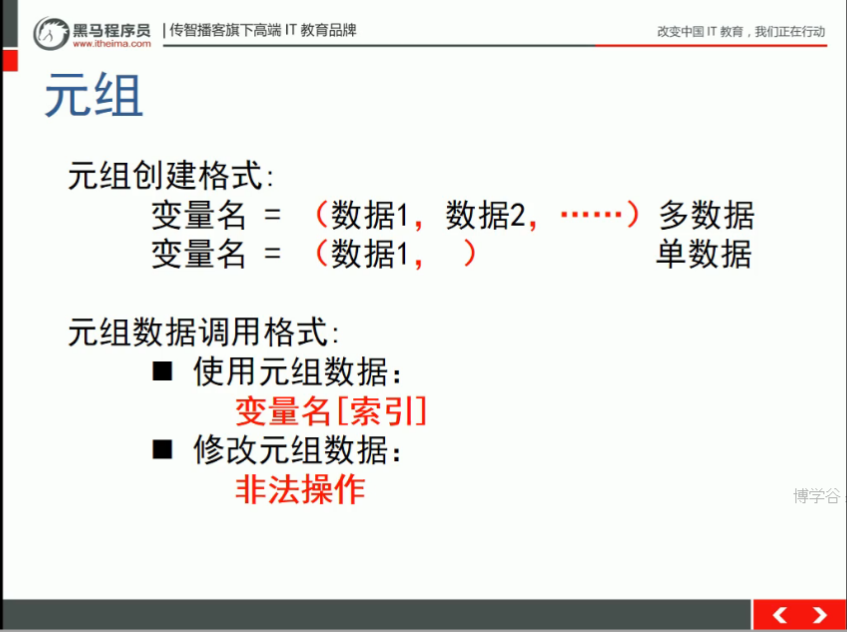 黑马程序员 | 传智播客旗下高端 IT 教育品牌
www.itheima.com
改变中国 IT 教育，我们正在行动
元组
元组创建格式:
变量名 = （数据1，数据2，……）多数据
变量名 = （数据1， ） 单数据
元组数据调用格式:
■ 使用元组数据：
变量名[索引]
■ 修改元组数据：
非法操作
博学谷